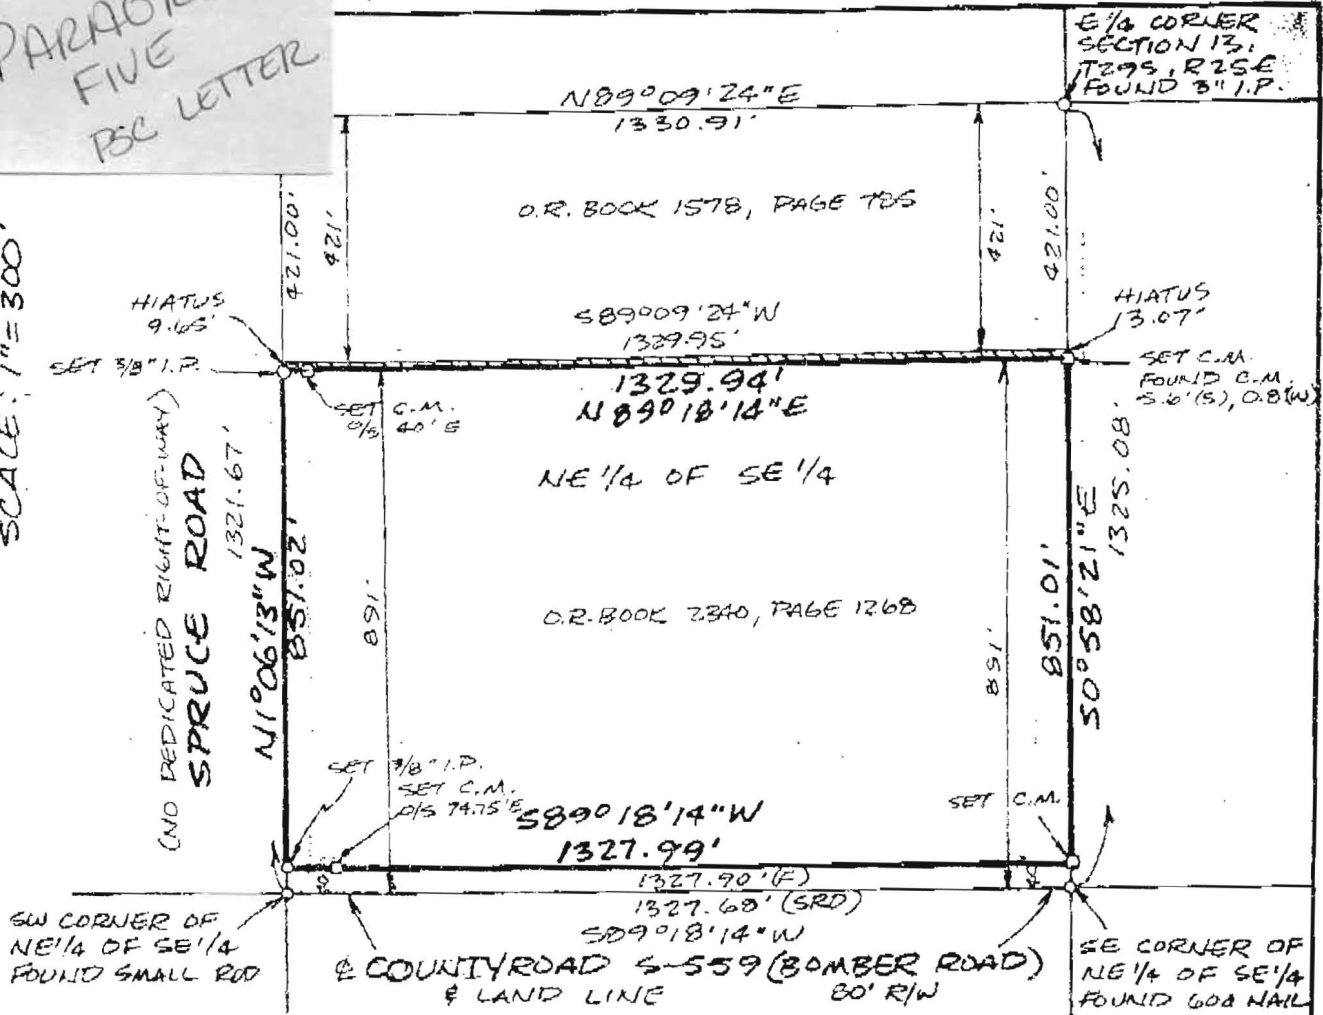 FIVE
PSC LETTER
E 1/4 CORNER
SECTION 13,
T29S, R25E
FOUND 3" I.P.
N89°09'24"E
1330.91'
O.R. BOOK 1578, PAGE 785
421.00'
421'
421'
421.00'
SCALE: 1"=300'
HIATUS
9.65'
S89°09'24"W
1329.95'
HIATUS
13.07'
SET 3/8" I.P.
1329.94'
N89°18'14"E
SET C.M.
FOUND C.M.
5.6'(S), 0.8(W)
SET C.M.
O/S 40' E
NE 1/4 OF SE 1/4
(NO DEDICATED RIGHT-OF-WAY)
SPRUCE ROAD
1321.67'
N1°06'13"W
851.02'
891'
O.R. BOOK 2340, PAGE 1268
851'
851.01'
S0°58'21"E
1325.08'
SET 3/8" I.P.
SET C.M.
O/S 74.75'E
SET C.M.
S89°18'14"W
1327.99'
1327.90'(F)
1327.68'(SRD)
S89°18'14"W
SW CORNER OF
NE 1/4 OF SE 1/4
FOUND SMALL ROD
℄ COUNTY ROAD S-559 (BOMBER ROAD)
& LAND LINE 80' R/W
SE CORNER OF
NE 1/4 OF SE 1/4
FOUND 60d NAIL